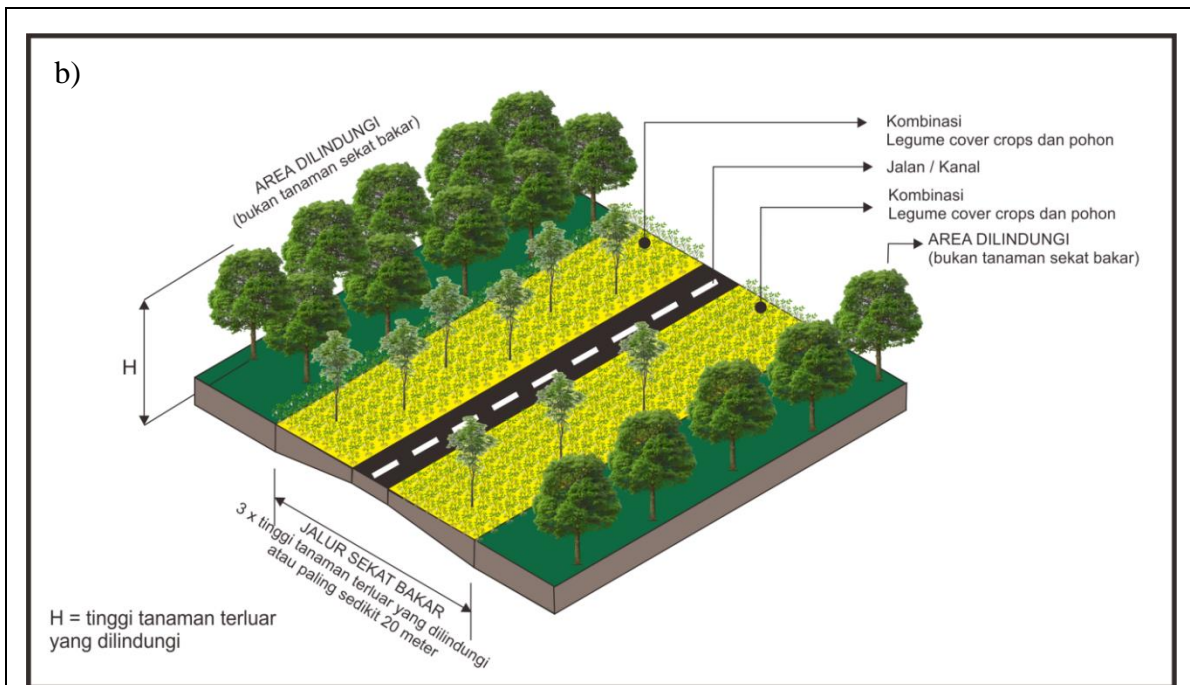 b)
AREA DILINDUNGI
(bukan tanaman sekat bakar)
Kombinasi
Legume cover crops dan pohon
Jalan / Kanal
Kombinasi
Legume cover crops dan pohon
AREA DILINDUNGI
(bukan tanaman sekat bakar)
H
JALUR SEKAT BAKAR
3 x tinggi tanaman terluar yang dilindungi
atau paling sedikit 20 meter
H = tinggi tanaman terluar
yang dilindungi